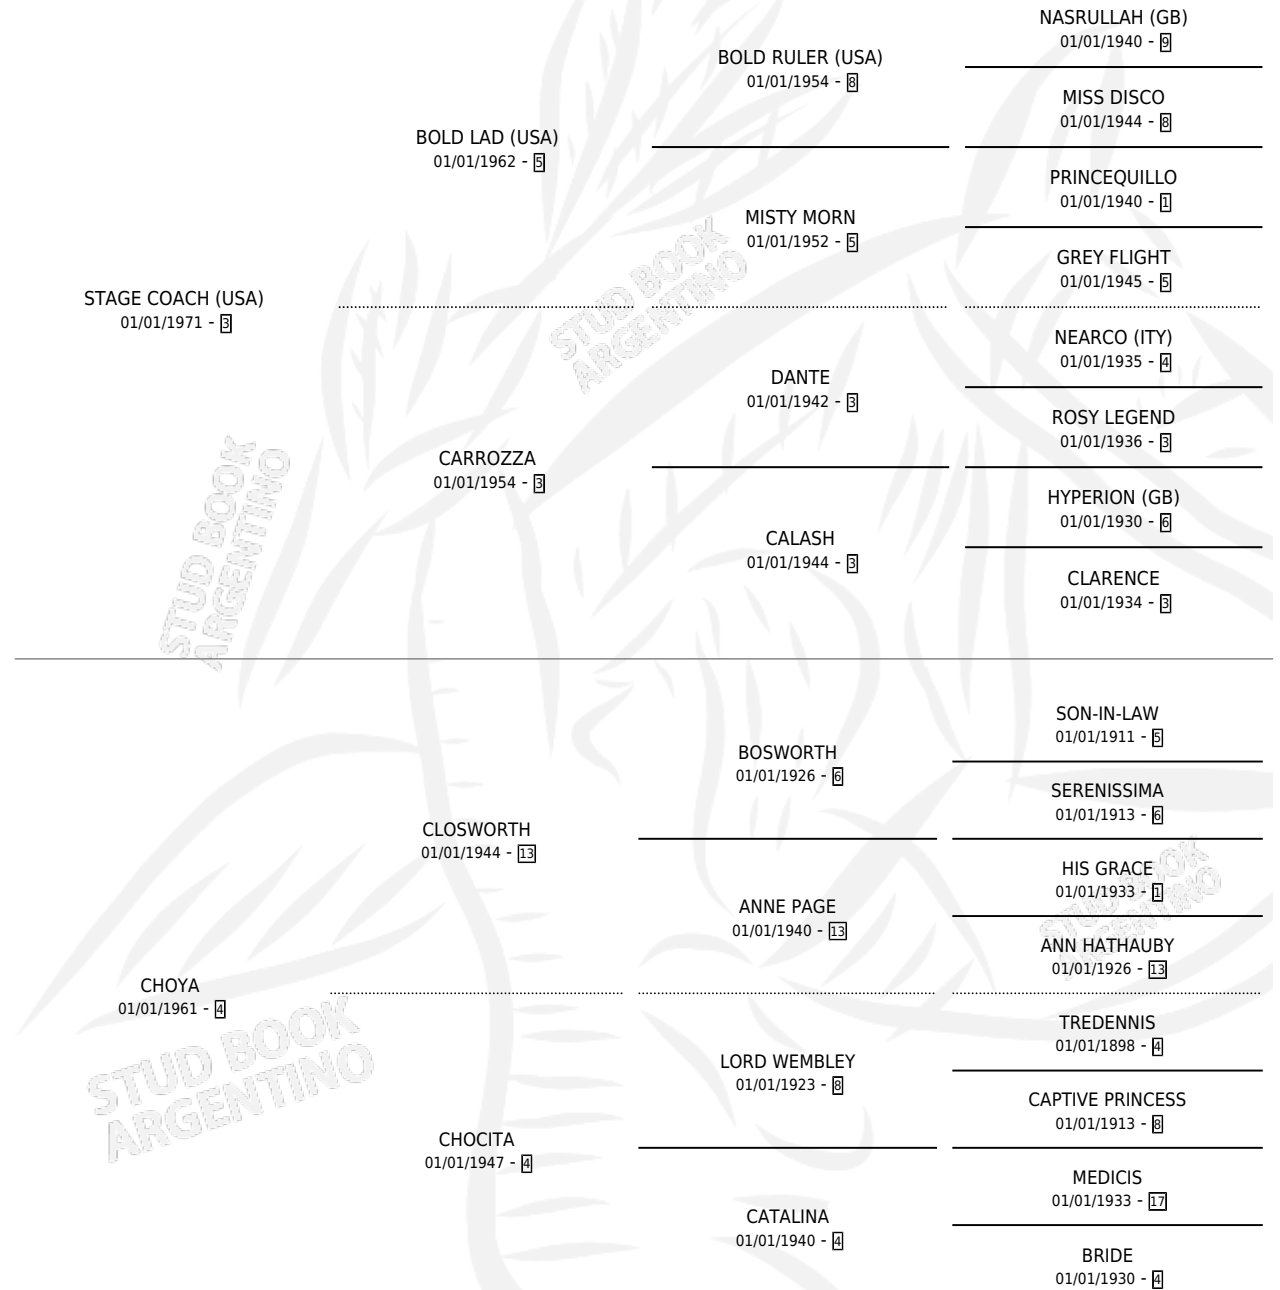 NASRULLAH (GB)
01/01/1940 - 9
BOLD RULER (USA)
01/01/1954 - 8
MISS DISCO
01/01/1944 - 8
BOLD LAD (USA)
01/01/1962 - 5
PRINCEQUILLO
01/01/1940 - 1
MISTY MORN
01/01/1952 - 5
GREY FLIGHT
01/01/1945 - 5
STAGE COACH (USA)
01/01/1971 - 3
STUD BOOK
ARGENTINO
NEARCO (ITY)
01/01/1935 - 4
DANTE
01/01/1942 - 3
ROSY LEGEND
01/01/1936 - 3
CARROZZA
01/01/1954 - 3
HYPERION (GB)
01/01/1930 - 6
CALASH
01/01/1944 - 3
CLARENCE
01/01/1934 - 3
STUD BOOK
ARGENTINO
SON-IN-LAW
01/01/1911 - 5
BOSWORTH
01/01/1926 - 6
SERENISSIMA
01/01/1913 - 6
CLOSWORTH
01/01/1944 - 13
HIS GRACE
01/01/1933 - 1
STUD BOOK
ARGENTINO
ANNE PAGE
01/01/1940 - 13
ANN HATHAUBY
01/01/1926 - 13
CHOYA
01/01/1961 - 4
TREDENNIS
01/01/1898 - 4
STUD BOOK
ARGENTINO
LORD WEMBLEY
01/01/1923 - 8
CAPTIVE PRINCESS
01/01/1913 - 8
CHOCITA
01/01/1947 - 4
MEDICIS
01/01/1933 - 17
CATALINA
01/01/1940 - 4
BRIDE
01/01/1930 - 4